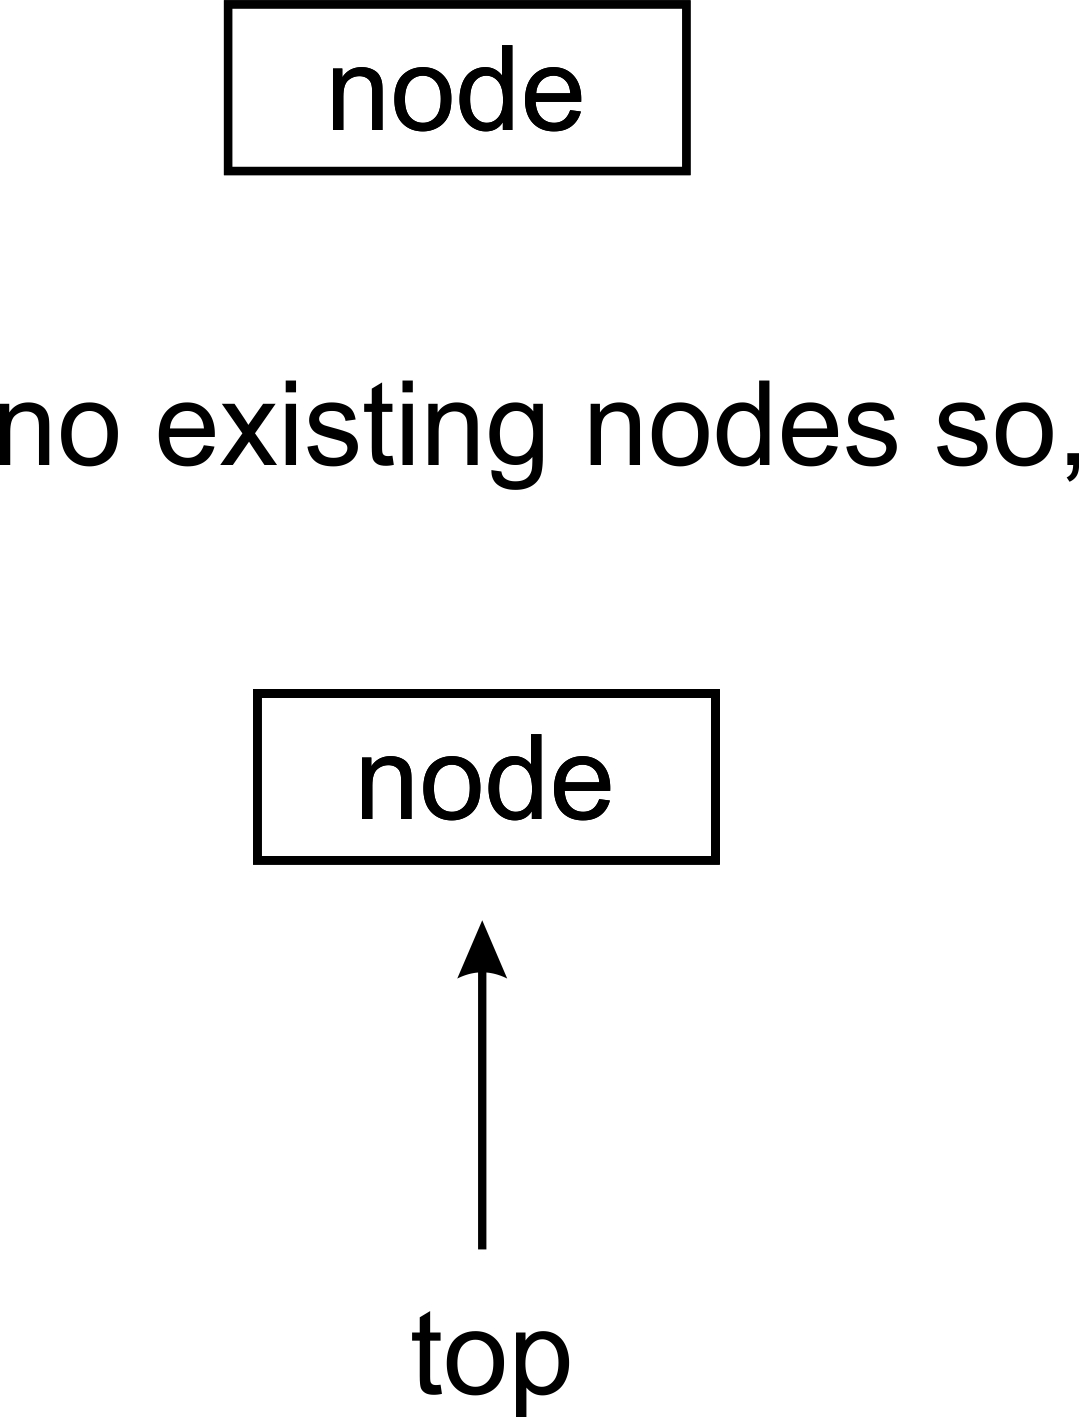 node
no existing nodes so,
node
top